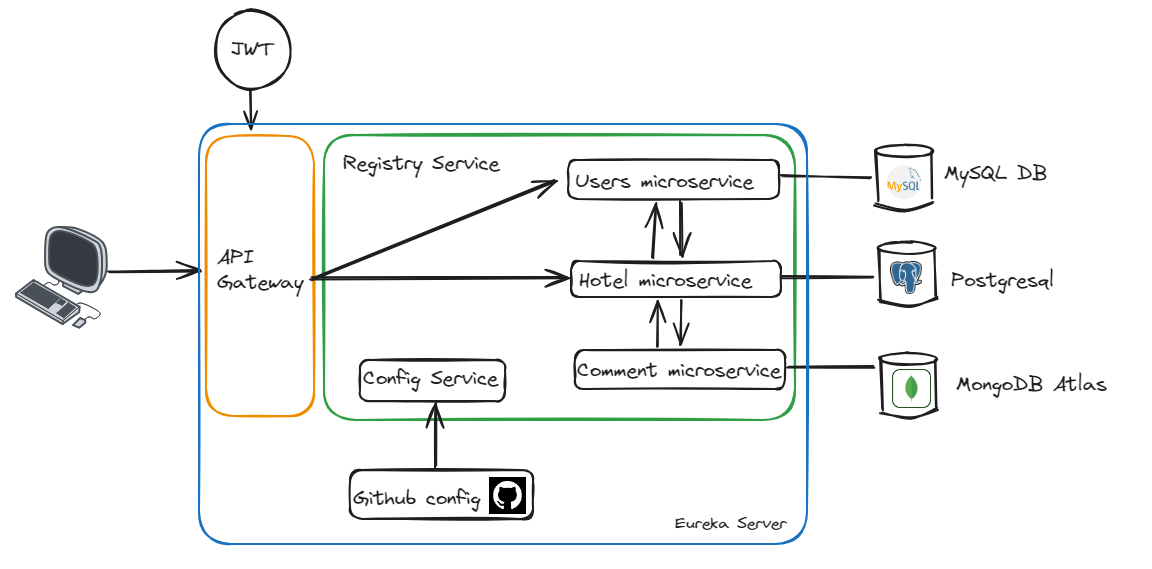 JWT
Registry Service
Users microservice
MySQL
MySQL DB
API
Gateway
Hotel microservice
Postgresal
Config Service
Comment microservice
MongoDB Atlas
Github config
Eureka Server